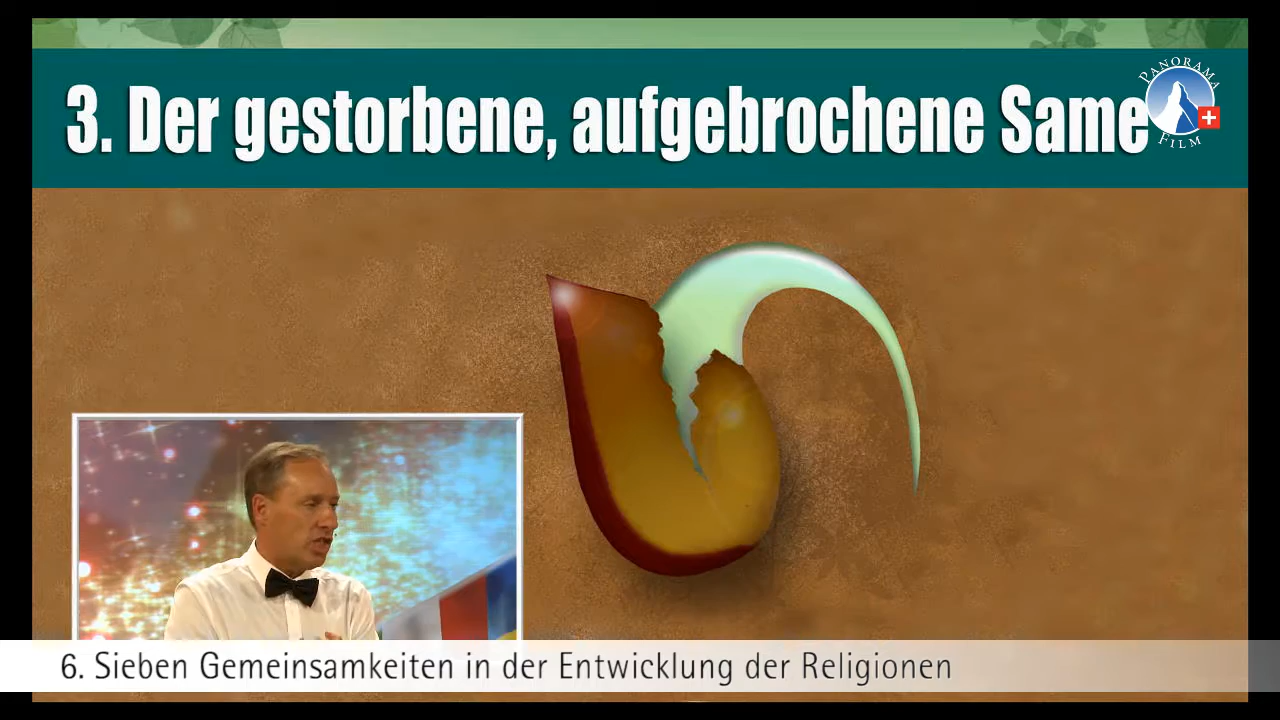 3. Der gestorbene, aufgebrochene Same
PANORAMA
FILM
6. Sieben Gemeinsamkeiten in der Entwicklung der Religionen